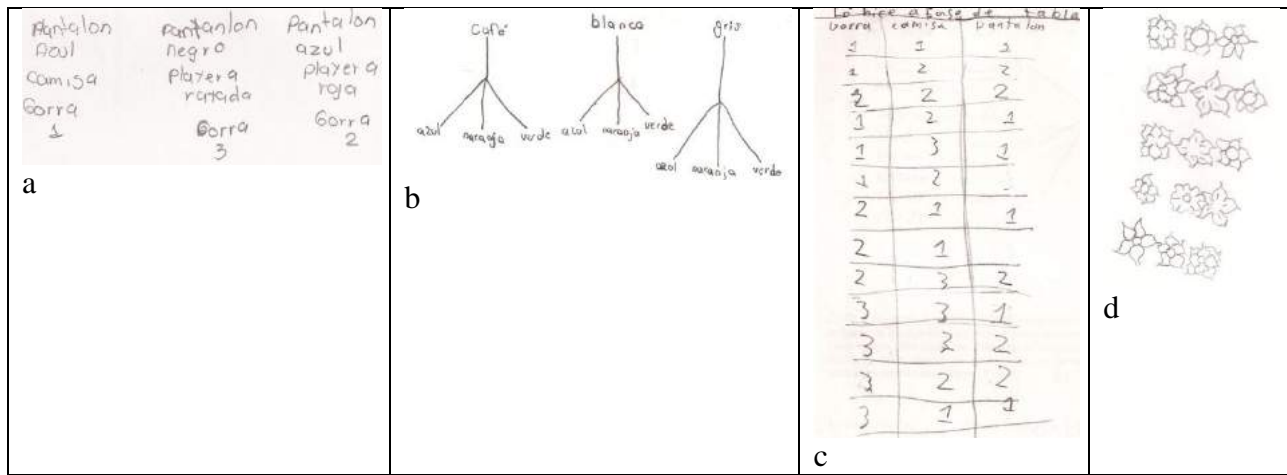 Pantalon Pantanlon Pantalon
Azul negro azul
Camisa Playera playera
rayada roja
Gorra Gorra Gorra
1 3 2
a
Café blanco gris
azul naranja verde azul naranja verde
azul naranja verde
b
Lo hice a base de tabla
Gorra camisa pantalon
1 1 1
1 2 2
2 2 2
1 2 1
1 3 1
1 2
2 1 1
2 1
2 3 2
3 3 1
3 3 2
3 2 2
3 1 1
c
d